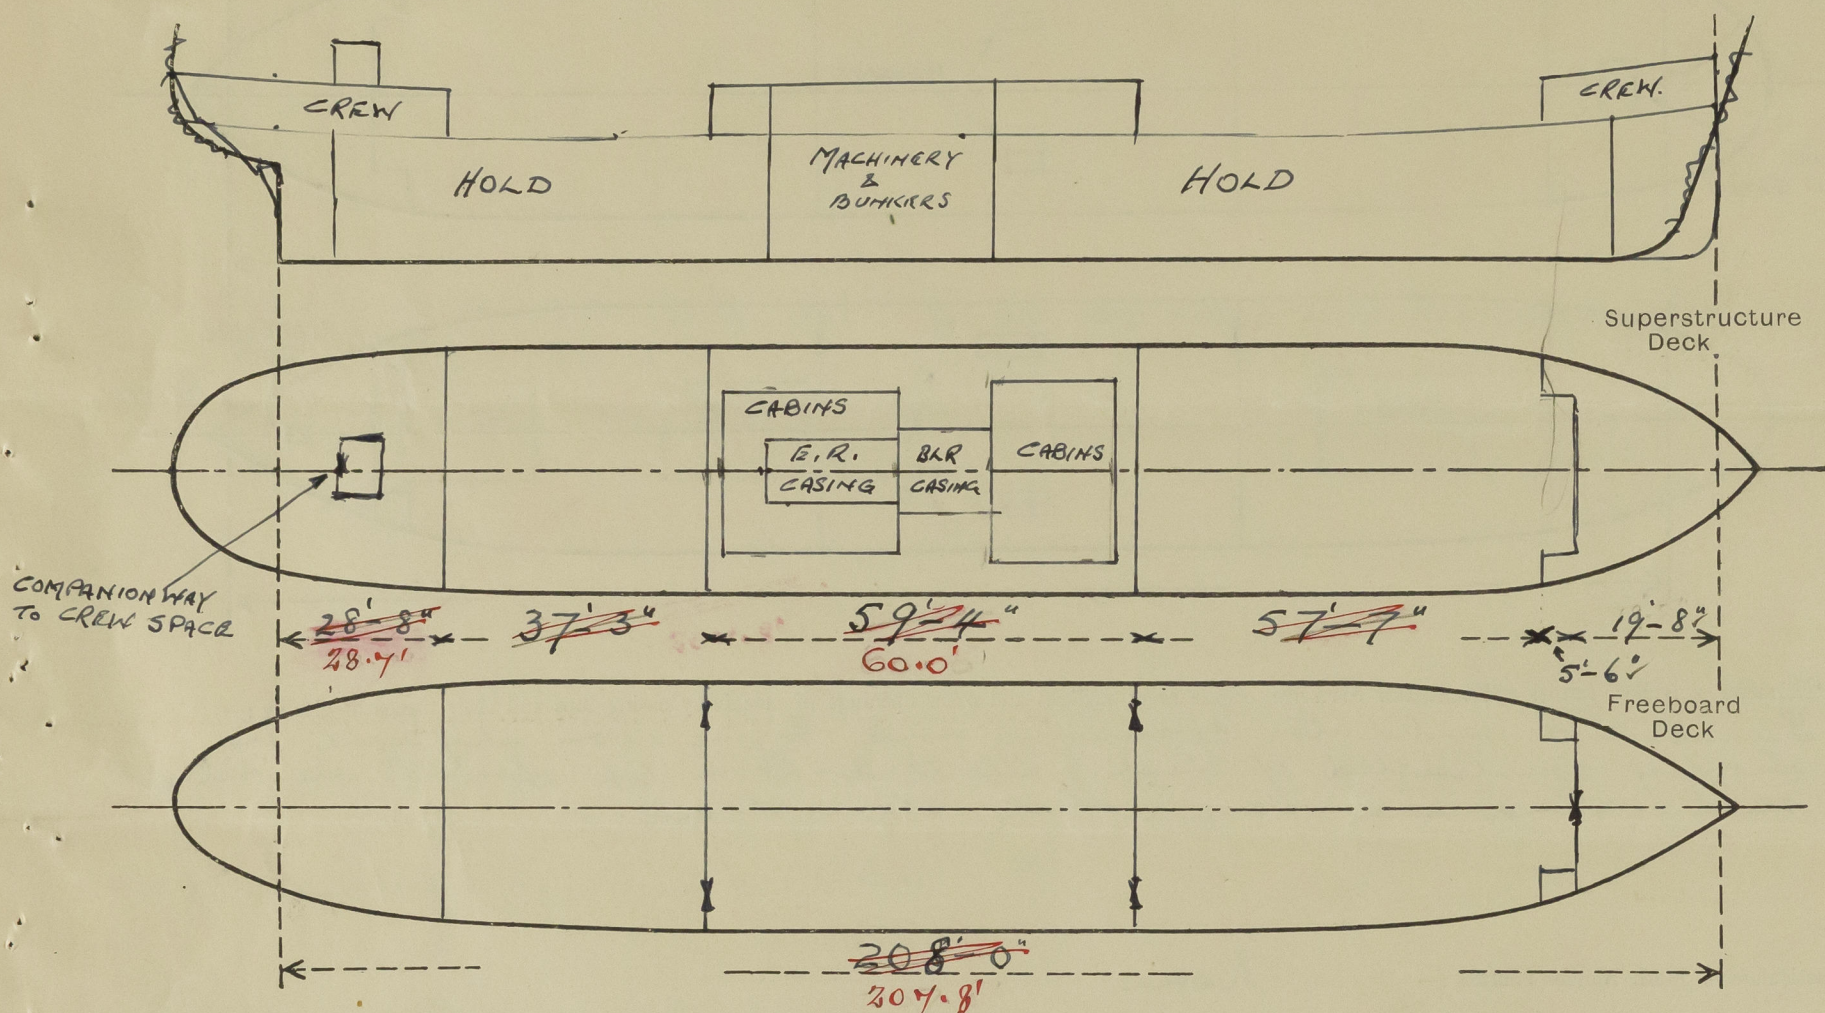 CREW
CREW.
HOLD
MACHINERY
&
BUNKERS
HOLD
Superstructure
Deck
CABINS
E.R.
CASING
BLR
CASING
CABINS
COMPANION WAY
TO CREW SPACE
28'-8"
37'-3"
59'-4"
57'-7"
19'-8"
28.7'
60.0'
5'-6"
Freeboard
Deck
208'-0"
207.8'